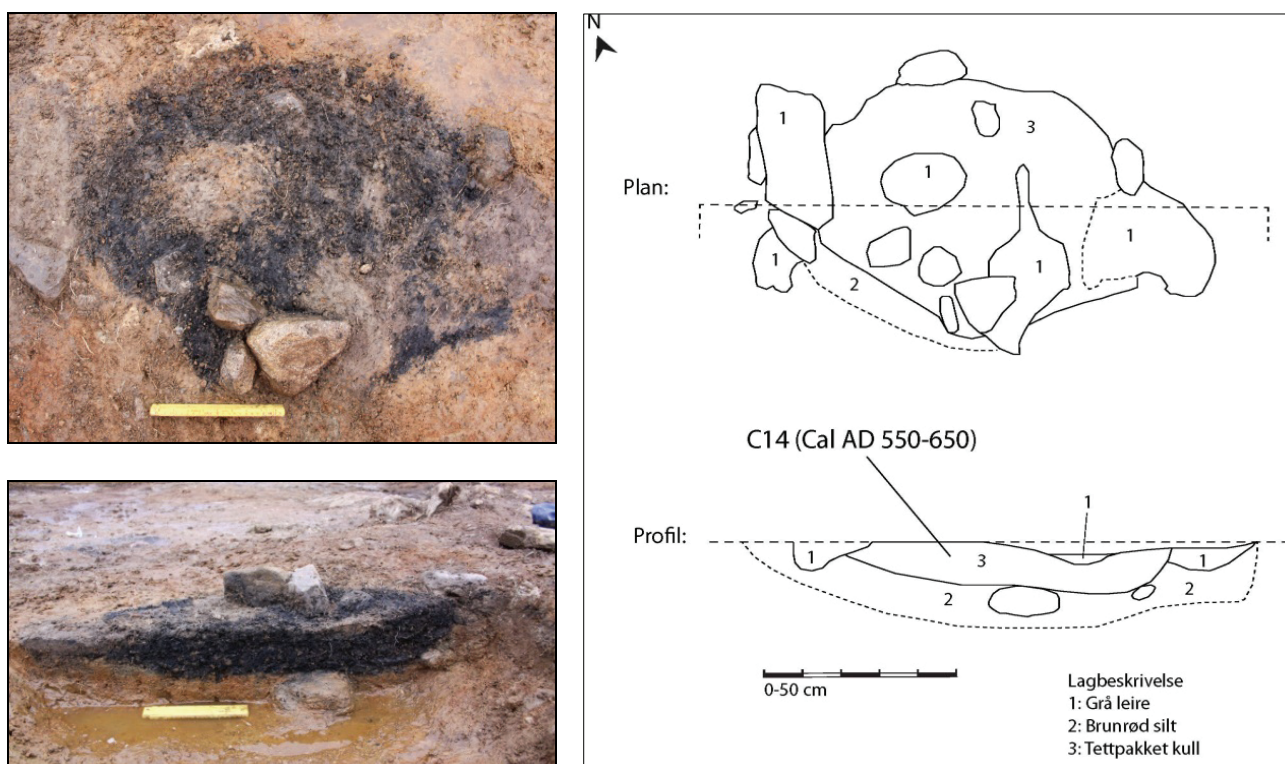 N
1
3
1
Plan:
1
1
1
2
C14 (Cal AD 550-650)
1
Profil:
1
3
1
2
2
0-50 cm
Lagbeskrivelse
1: Grå leire
2: Brunrød silt
3: Tettpakket kull